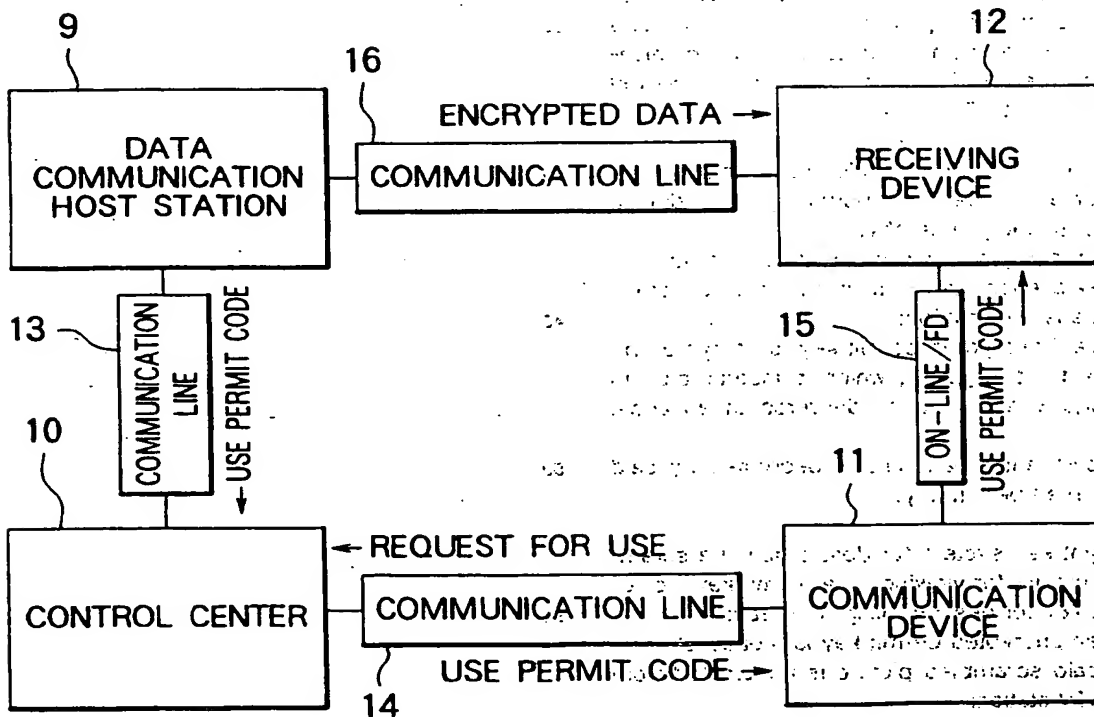 9
16
12
ENCRYPTED DATA →
DATA
COMMUNICATION
HOST STATION
COMMUNICATION LINE
RECEIVING
DEVICE
13
COMMUNICATION
LINE
USE PERMIT CODE
15
ON-LINE/FD
USE PERMIT CODE
10
11
← REQUEST FOR USE
CONTROL CENTER
COMMUNICATION LINE
COMMUNICATION
DEVICE
USE PERMIT CODE →
14